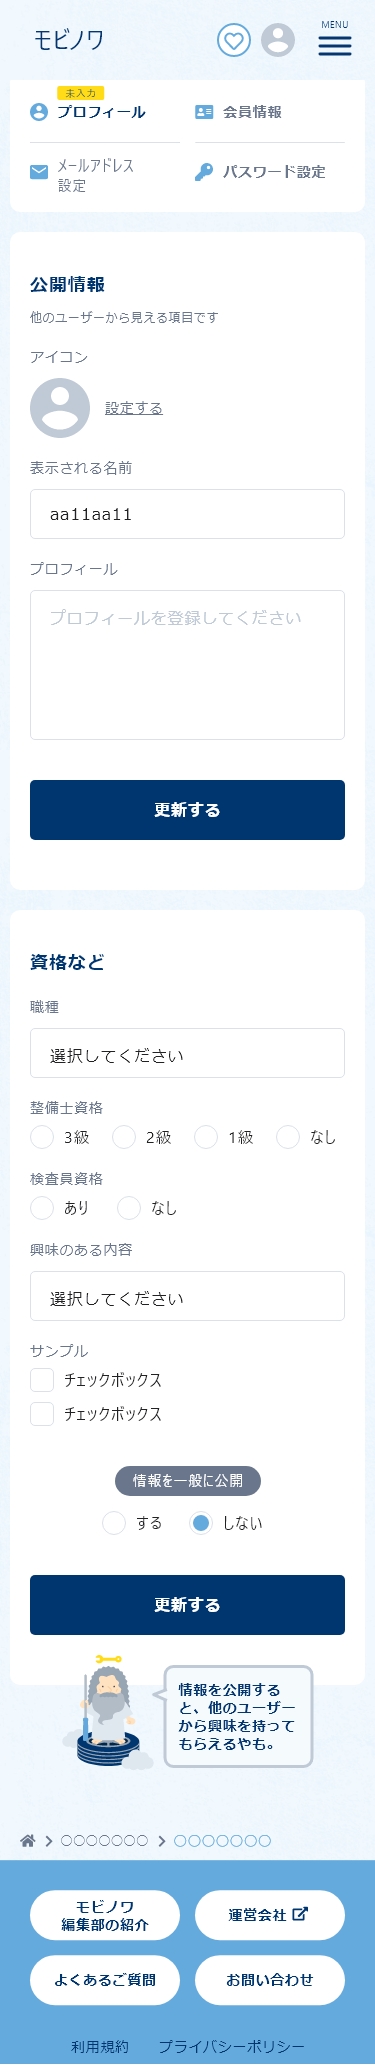 モビノワ
MENU
未入力
プロフィール
会員情報
メールアドレス
設定
パスワード設定
公開情報
他のユーザーから見える項目です
アイコン
設定する
表示される名前
aa11aa11
プロフィール
プロフィールを登録してください
更新する
資格など
職種
選択してください
整備士資格
3級 2級 1級 なし
検査員資格
あり なし
興味のある内容
選択してください
サンプル
チェックボックス
チェックボックス
情報を一般に公開
する しない
更新する
情報を公開する
と、他のユーザー
から興味を持って
もらえるやも。
〇〇〇〇〇〇〇 〇〇〇〇〇〇〇
モビノワ
編集部の紹介
運営会社
よくあるご質問
お問い合わせ
利用規約 プライバシーポリシー